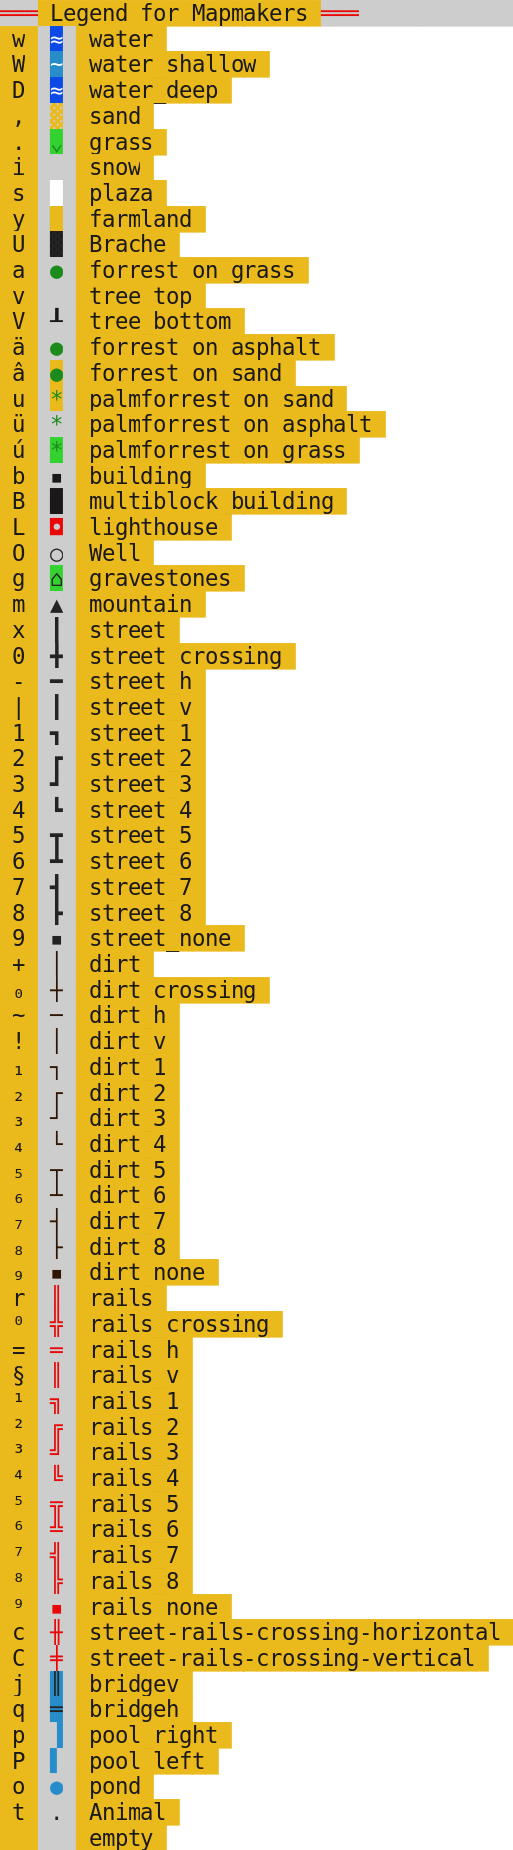 ══ Legend for Mapmakers ══
w ≈ water
W ~ water shallow
D ≈ water_deep
, ▒ sand
. ⌄ grass
i snow
s plaza
y farmland
U ▓ Brache
a ● forrest on grass
v tree top
V ┻ tree bottom
ä ● forrest on asphalt
â ● forrest on sand
u * palmforrest on sand
ü * palmforrest on asphalt
ú * palmforrest on grass
b ▪ building
B █ multiblock building
L ◘ lighthouse
O ○ Well
g ⌂ gravestones
m ▲ mountain
x ┃ street
0 ╋ street crossing
- ━ street h
| ┃ street v
1 ┓ street 1
2 ┏ street 2
3 ┛ street 3
4 ┗ street 4
5 ┳ street 5
6 ┻ street 6
7 ┫ street 7
8 ┣ street 8
9 ▪ street_none
+ │ dirt
₀ ┼ dirt crossing
~ ─ dirt h
! │ dirt v
₁ ┐ dirt 1
₂ ┌ dirt 2
₃ ┘ dirt 3
₄ └ dirt 4
₅ ┬ dirt 5
₆ ┴ dirt 6
₇ ┤ dirt 7
₈ ├ dirt 8
₉ ▪ dirt none
r ║ rails
⁰ ╬ rails crossing
= ═ rails h
§ ║ rails v
¹ ╗ rails 1
² ╔ rails 2
³ ╝ rails 3
⁴ ╚ rails 4
⁵ ╦ rails 5
⁶ ╩ rails 6
⁷ ╣ rails 7
⁸ ╠ rails 8
⁹ ▪ rails none
c ╫ street-rails-crossing-horizontal
C ╪ street-rails-crossing-vertical
j ║ bridgev
q ═ bridgeh
p ▐ pool right
P ▌ pool left
o ● pond
t . Animal
empty